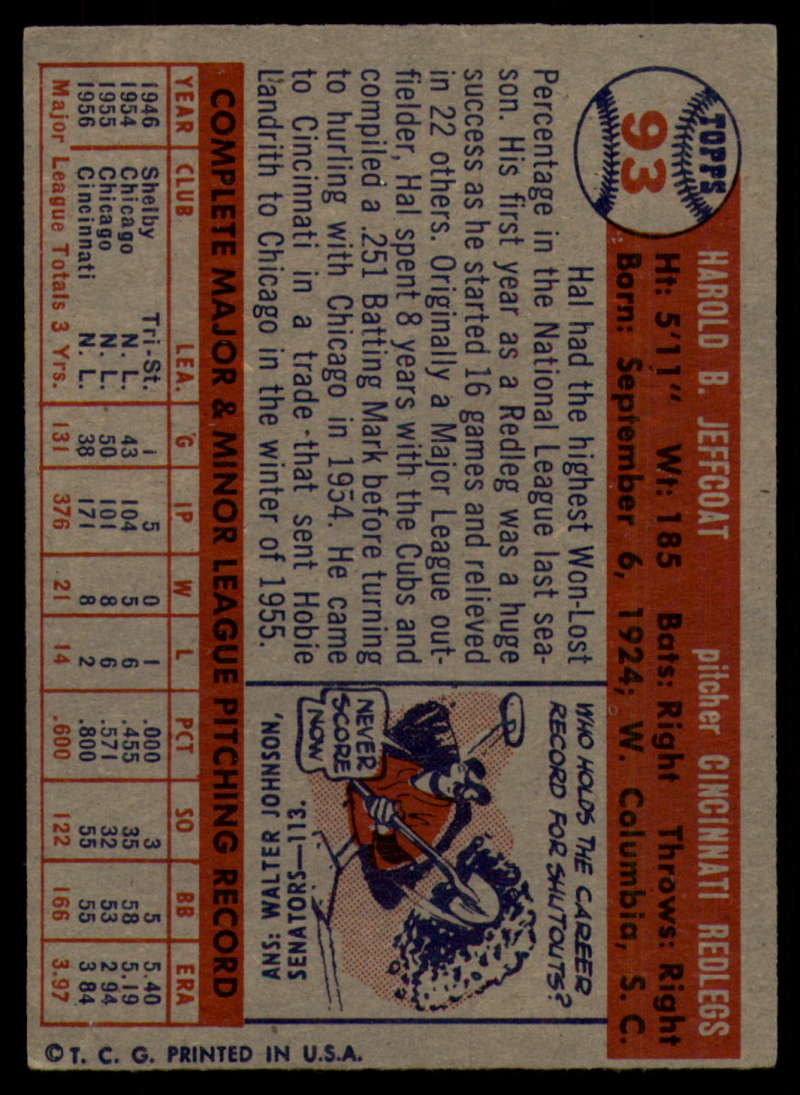 TOPPS
93
HAROLD B. JEFFCOAT pitcher CINCINNATI REDLEGS
Ht: 5'11" Wt: 185 Bats: Right Throws: Right
Born: September 6, 1924; W. Columbia, S. C.
Hal had the highest Won-Lost
Percentage in the National League last sea-
son. His first year as a Redleg was a huge
success as he started 16 games and relieved
in 22 others. Originally a Major League out-
fielder, Hal spent 8 years with the Cubs and
compiled a .251 Batting Mark before turning
to hurling with Chicago in 1954. He came
to Cincinnati in a trade that sent Hobie
Landrith to Chicago in the winter of 1955.
WHO HOLDS THE CAREER
RECORD FOR SHUTOUTS?
NEVER
SCORE
NOW
ANS: WALTER JOHNSON,
SENATORS—113.
COMPLETE MAJOR & MINOR LEAGUE PITCHING RECORD
YEAR CLUB LEA. G IP W L PCT SO BB ERA
1946 Shelby Tri-St. 1 5 0 1 .000 3 5 5.40
1954 Chicago N. L. 43 104 5 6 .455 35 58 5.19
1955 Chicago N. L. 50 101 8 6 .571 32 53 2.94
1956 Cincinnati N. L. 38 171 8 2 .800 55 55 3.84
Major League Totals 3 Yrs. 131 376 21 14 .600 122 166 3.97
© T. C. G. PRINTED IN U.S.A.